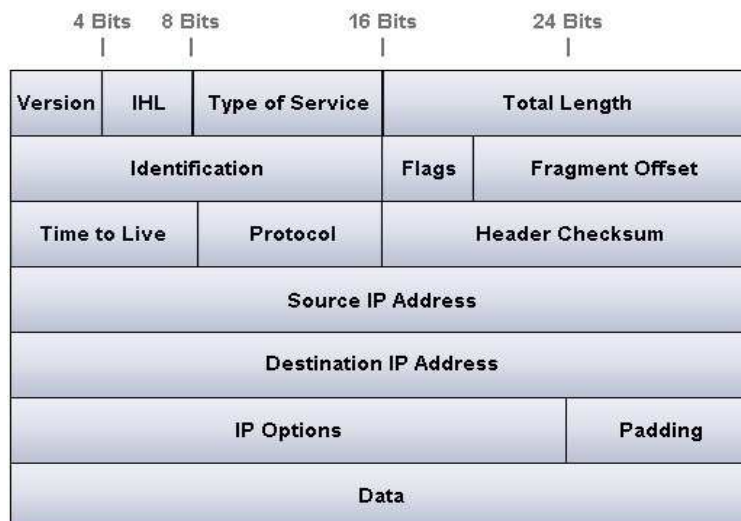 4 Bits 8 Bits 16 Bits 24 Bits
Version IHL Type of Service Total Length
Identification Flags Fragment Offset
Time to Live Protocol Header Checksum
Source IP Address
Destination IP Address
IP Options Padding
Data